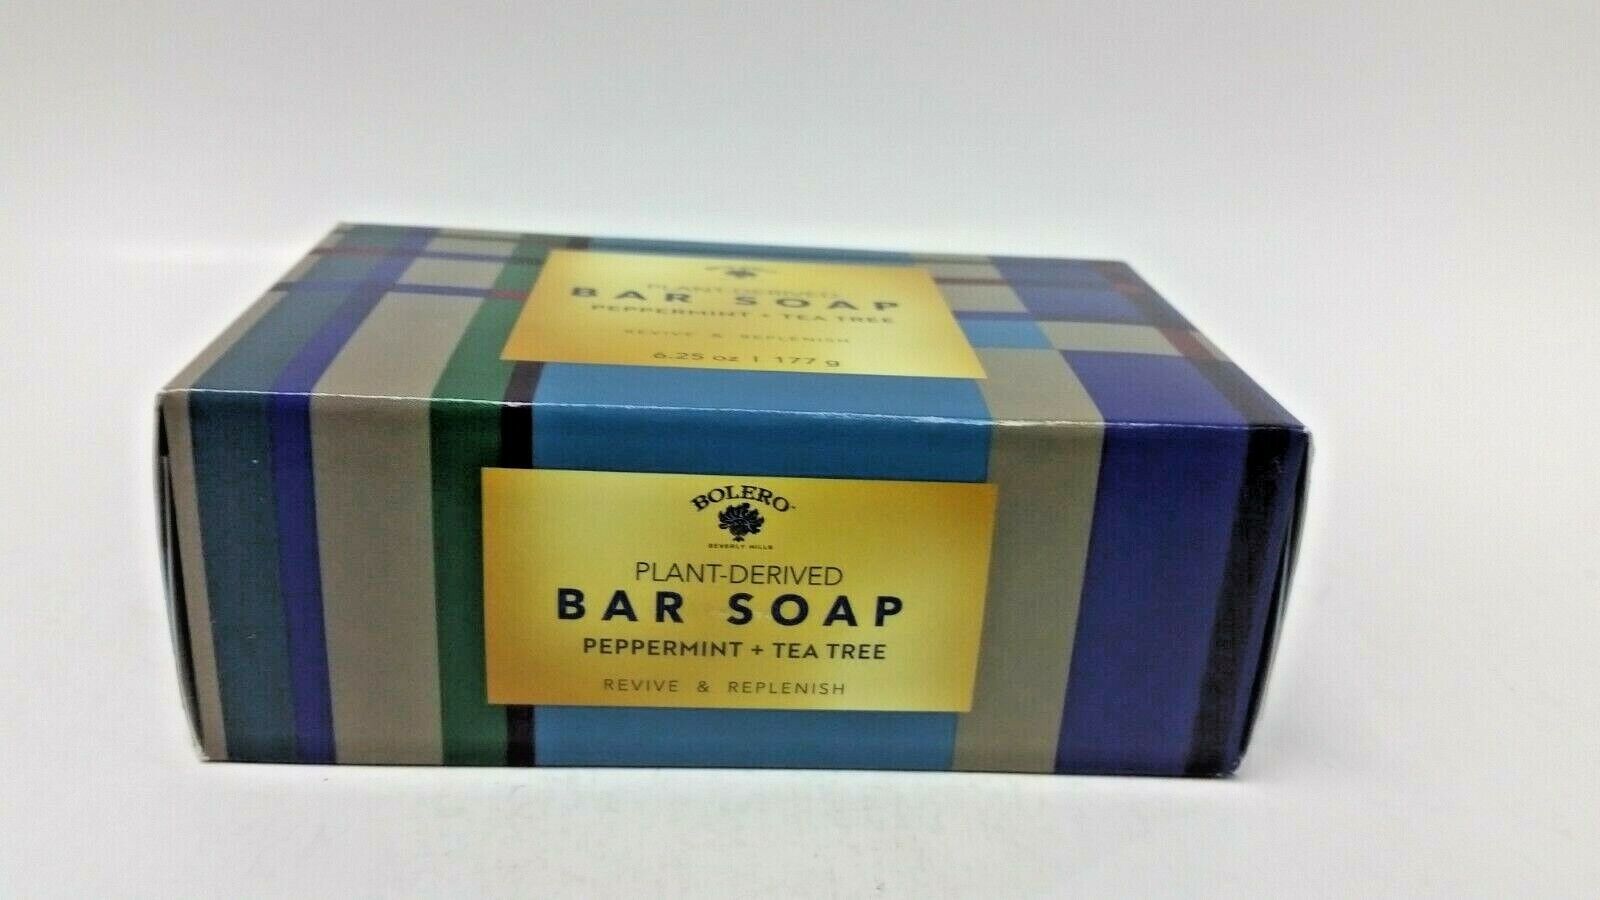 PLANT-DERIVED
BAR SOAP
PEPPERMINT + TEA TREE
REVIVE & REPLENISH
6.25 oz | 177 g
BOLERO™
BEVERLY HILLS
PLANT-DERIVED
BAR SOAP
PEPPERMINT + TEA TREE
REVIVE & REPLENISH